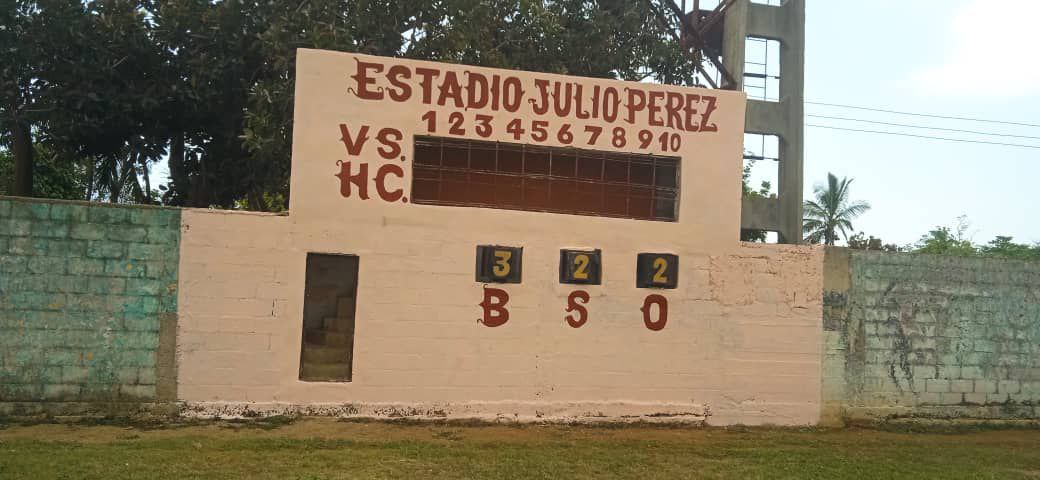 ESTADIO JULIO PEREZ
1 2 3 4 5 6 7 8 9 10
VS.
HC.
3 2 2
B S O